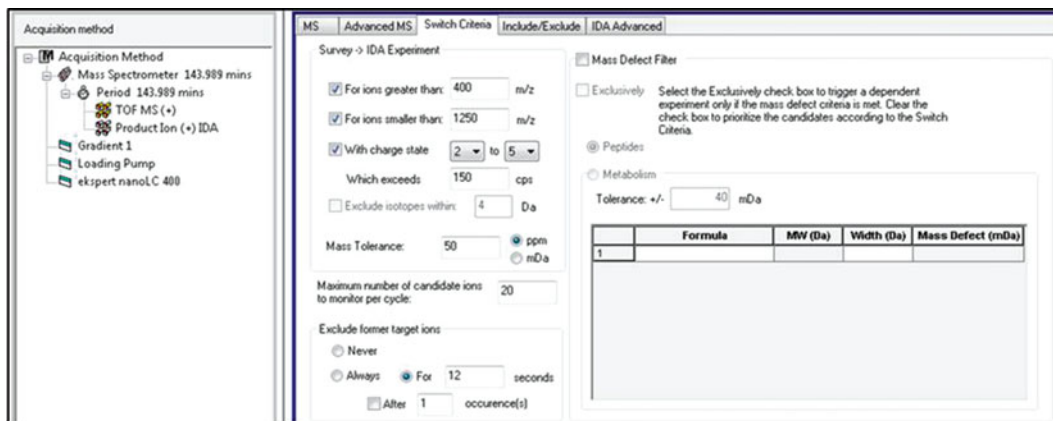 Acquisition method
Acquisition Method
Mass Spectrometer 143.989 mins
Period 143.989 mins
TOF MS (+)
Product Ion (+) IDA
Gradient 1
Loading Pump
ekspert nanoLC 400
MS Advanced MS Switch Criteria Include/Exclude IDA Advanced
Survey -> IDA Experiment
For ions greater than: 400 m/z
For ions smaller than: 1250 m/z
With charge state 2 to 5
Which exceeds 150 cps
Exclude isotopes within: 4 Da
Mass Tolerance: 50 ppm
mDa
Maximum number of candidate ions
to monitor per cycle: 20
Exclude former target ions
Never
Always For 12 seconds
After 1 occurence(s)
Mass Defect Filter
Exclusively Select the Exclusively check box to trigger a dependent
experiment only if the mass defect criteria is met. Clear the
check box to prioritize the candidates according to the Switch
Criteria.
Peptides
Metabolism
Tolerance: +/- 40 mDa
Formula MW (Da) Width (Da) Mass Defect (mDa)
1